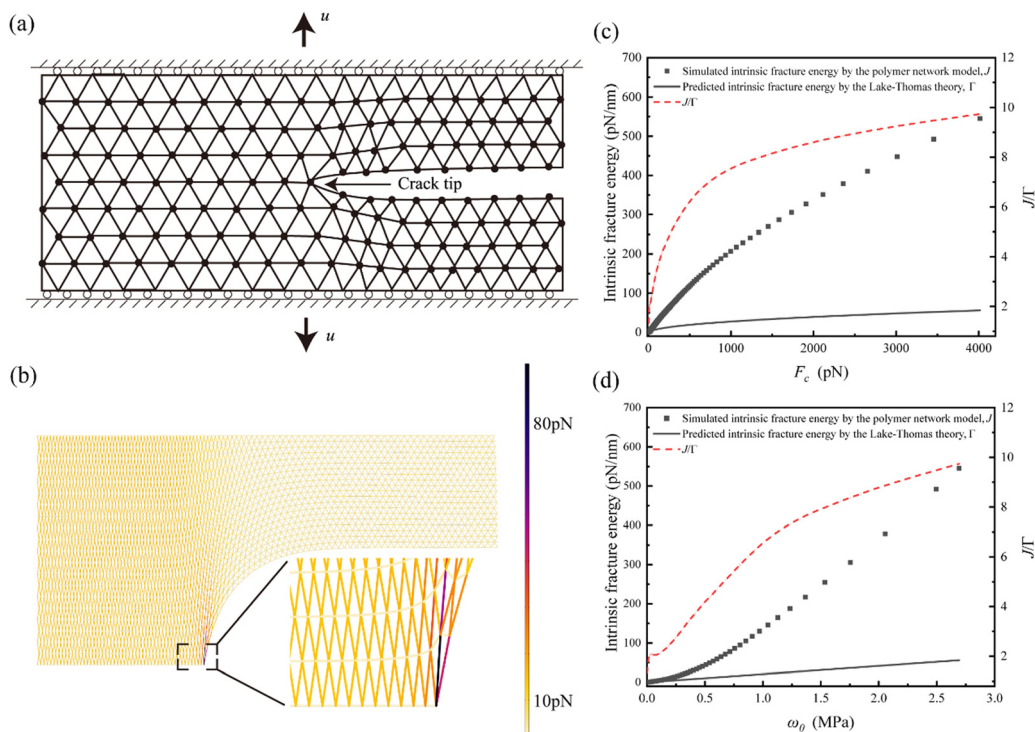 (a)
u
Crack tip
u
(b)
80pN
10pN
(c)
700
600
500
400
300
200
100
0
Intrinsic fracture energy (pN/nm)
Simulated intrinsic fracture energy by the polymer network model, J
Predicted intrinsic fracture energy by the Lake-Thomas theory, Γ
J/Γ
12
10
8
6
4
2
J/Γ
0
1000
2000
3000
4000
F_c (pN)
(d)
700
600
500
400
300
200
100
0
Intrinsic fracture energy (pN/nm)
Simulated intrinsic fracture energy by the polymer network model, J
Predicted intrinsic fracture energy by the Lake-Thomas theory, Γ
J/Γ
12
10
8
6
4
2
J/Γ
0.0
0.5
1.0
1.5
2.0
2.5
3.0
ω₀ (MPa)